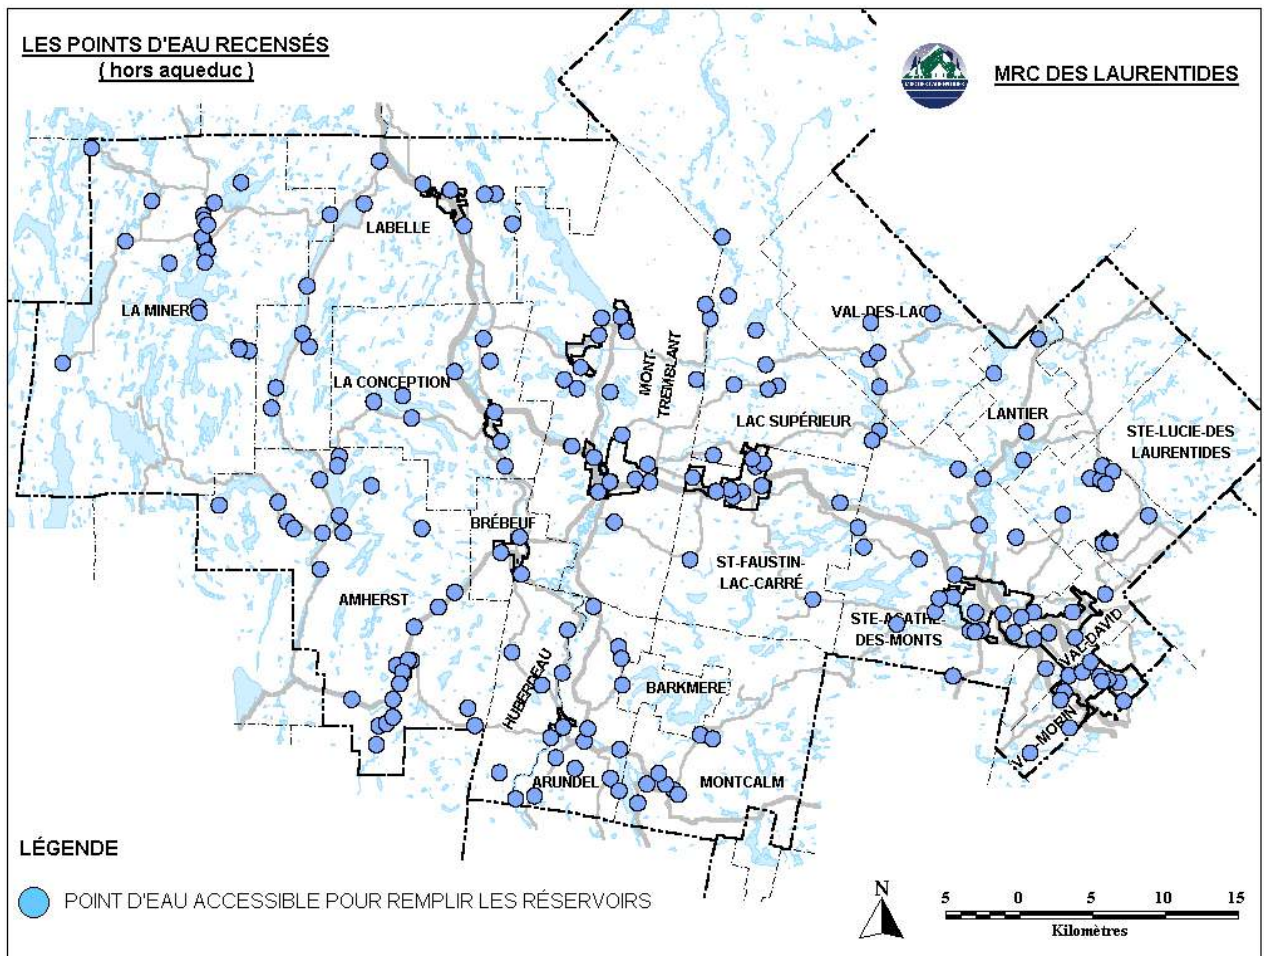 LES POINTS D'EAU RECENSÉS
( hors aqueduc )
MRC DES LAURENTIDES
LABELLE
LA MINER
VAL-DES-LAC
MONT-
TREMBLANT
LA CONCEPTION
LAC SUPÉRIEUR
LANTIER
STE-LUCIE-DES
LAURENTIDES
BRÉBEUF
ST-FAUSTIN-
LAC-CARRÉ
AMHERST
STE-AGATHE-
DES-MONTS
VAL-DAVID
HUBERDEAU
BARKMERE
VAL-MORIN
ARUNDEL
MONTCALM
LÉGENDE
POINT D'EAU ACCESSIBLE POUR REMPLIR LES RÉSERVOIRS
N
5 0 5 10 15
Kilomètres